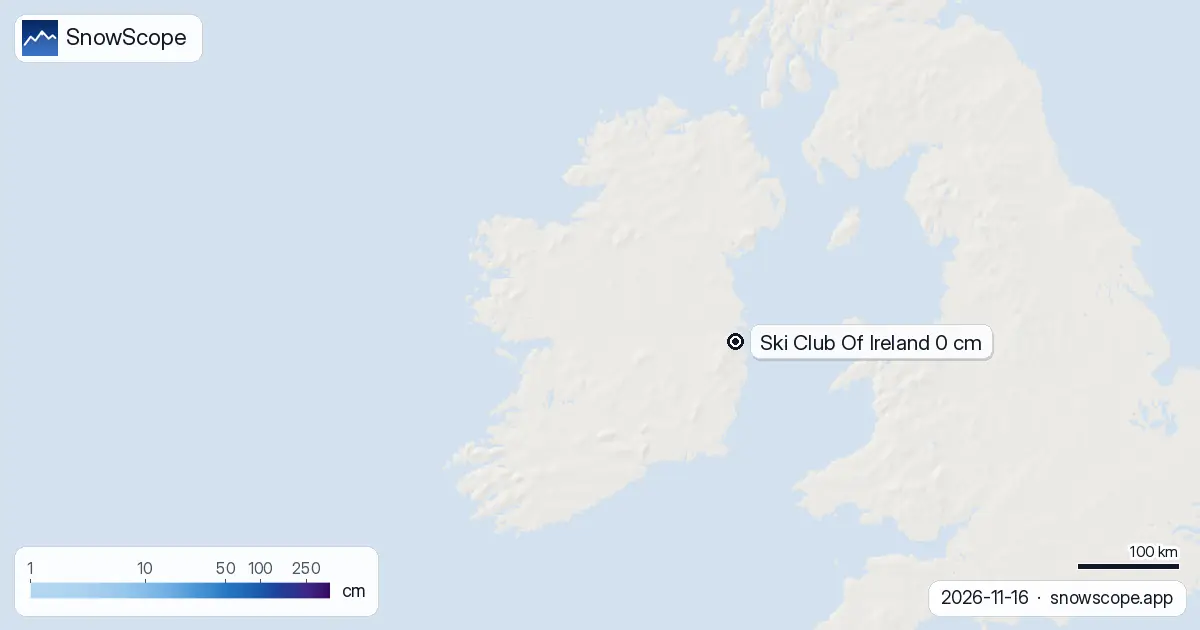 SnowScope
Ski Club Of Ireland 0 cm
1 10 50 100 250
cm
100 km
2026-11-16 · snowscope.app